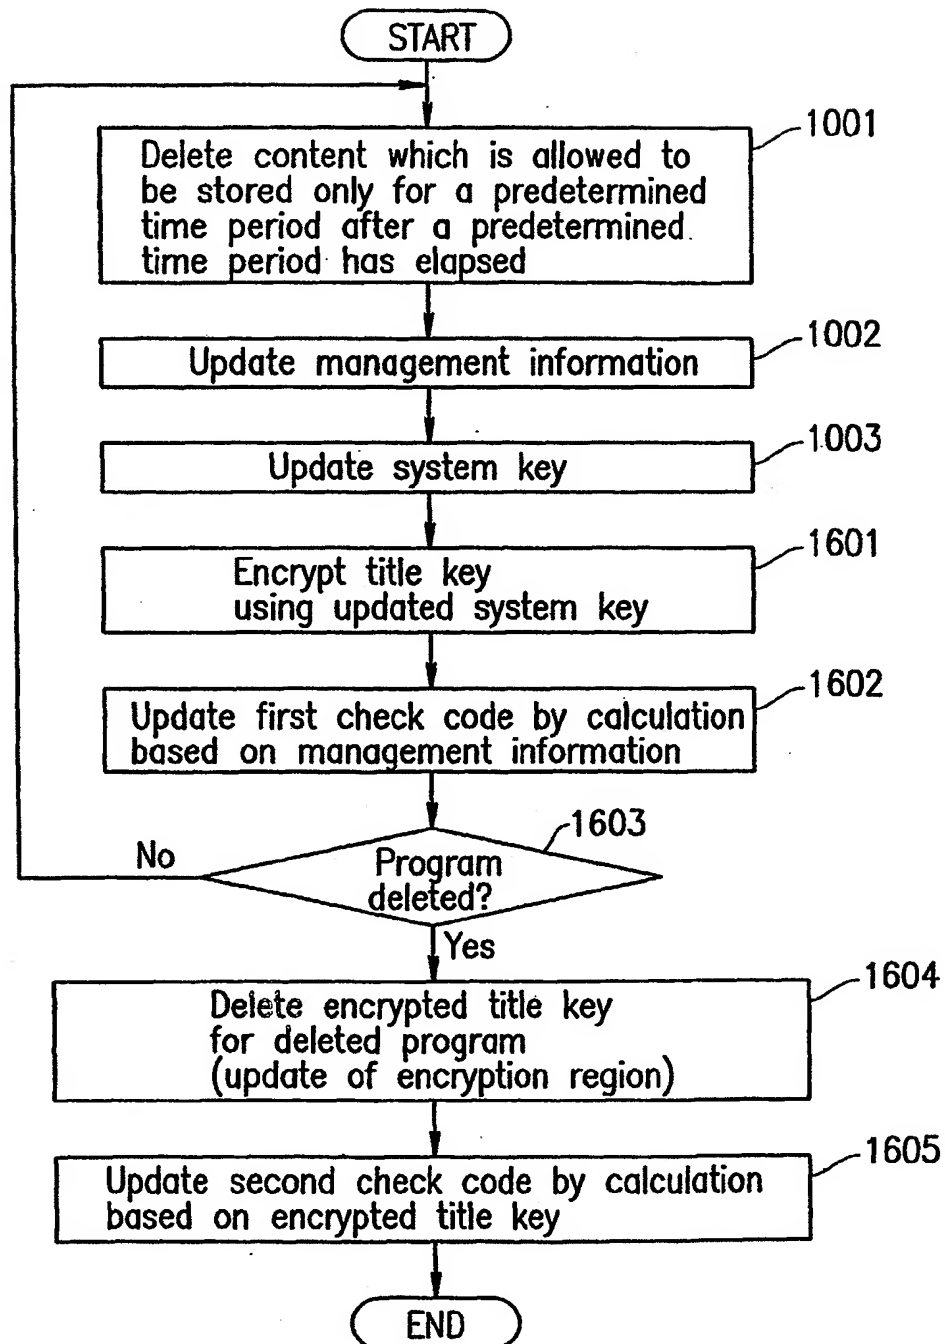 START
1001
Delete content which is allowed to
be stored only for a predetermined
time period after a predetermined
time period has elapsed
1002
Update management information
1003
Update system key
1601
Encrypt title key
using updated system key
1602
Update first check code by calculation
based on management information
1603
No
Program
deleted?
Yes
1604
Delete encrypted title key
for deleted program
(update of encryption region)
1605
Update second check code by calculation
based on encrypted title key
END